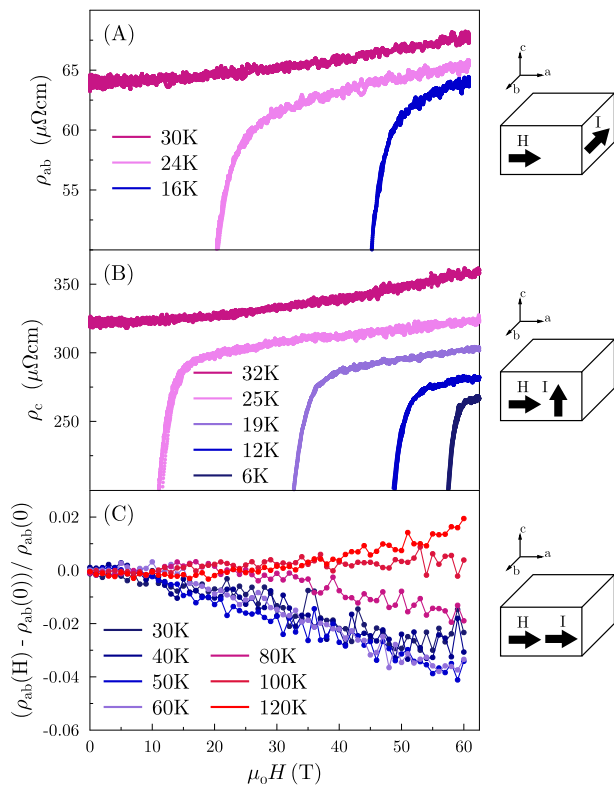 (A)
ρab (μΩcm)
65
60
55
30K
24K
16K
c
a
b
H
I
(B)
ρc (μΩcm)
350
300
250
32K
25K
19K
12K
6K
c
a
b
H
I
(C)
(ρab(H) - ρab(0)) / ρab(0)
0.02
0.0
-0.02
-0.04
-0.06
30K
40K
50K
60K
80K
100K
120K
c
a
b
H
I
0
10
20
30
40
50
60
μoH (T)